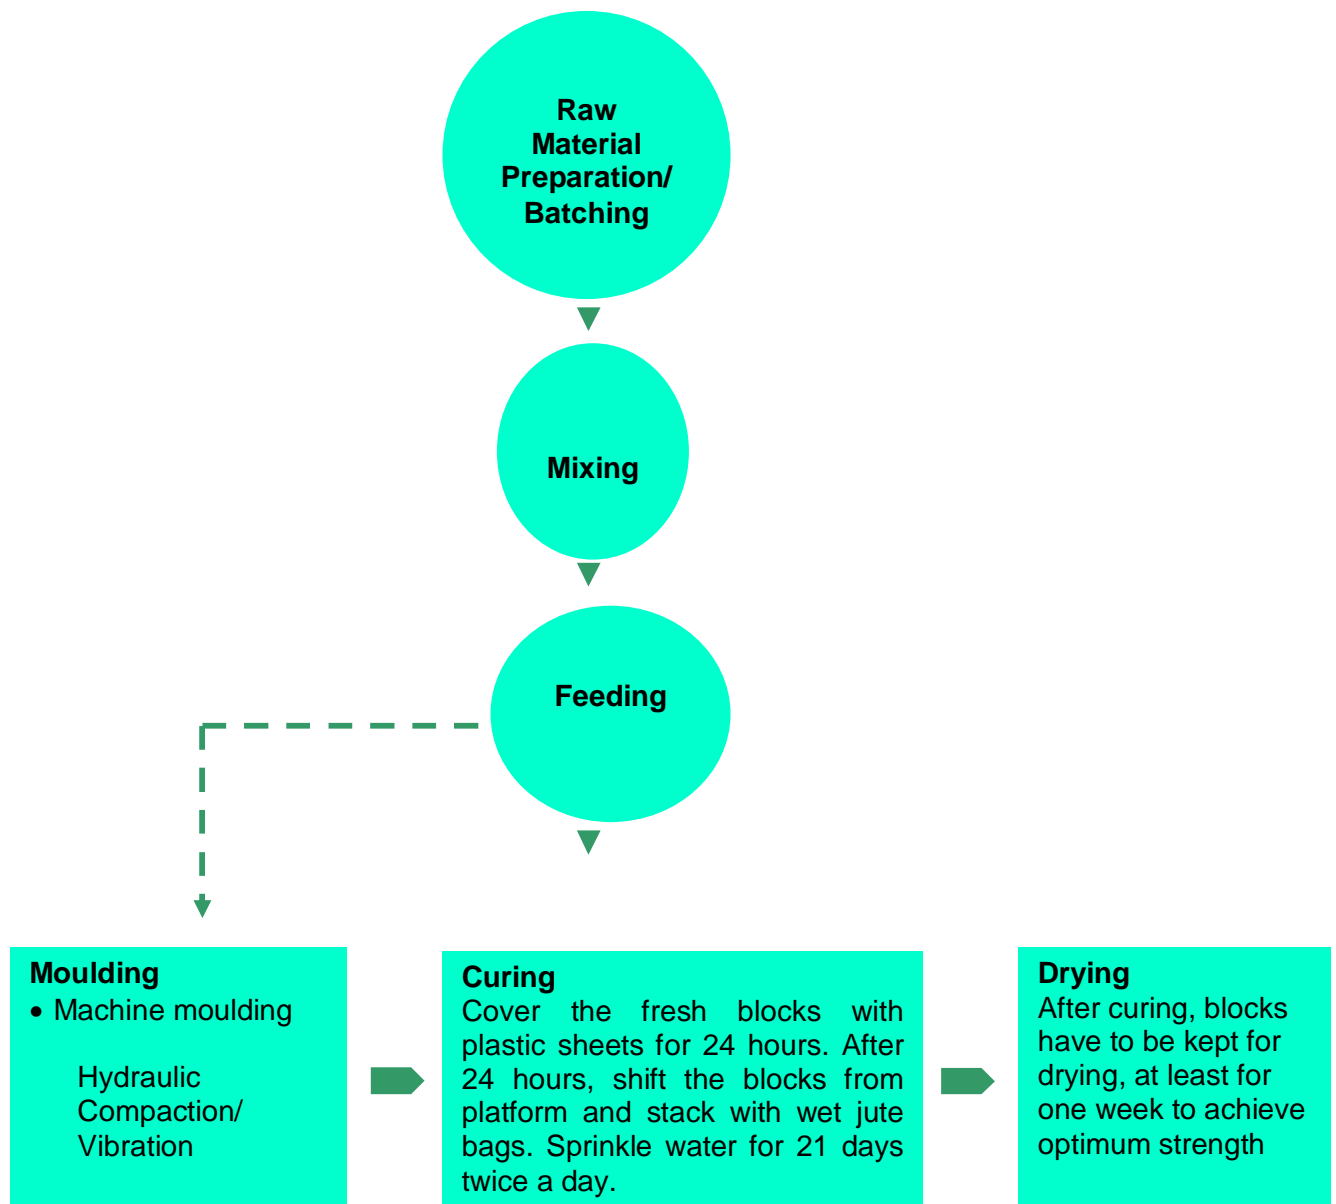 Raw
Material
Preparation/
Batching
Mixing
Feeding
Moulding
• Machine moulding
Hydraulic
Compaction/
Vibration
Curing
Cover the fresh blocks with
plastic sheets for 24 hours. After
24 hours, shift the blocks from
platform and stack with wet jute
bags. Sprinkle water for 21 days
twice a day.
Drying
After curing, blocks
have to be kept for
drying, at least for
one week to achieve
optimum strength